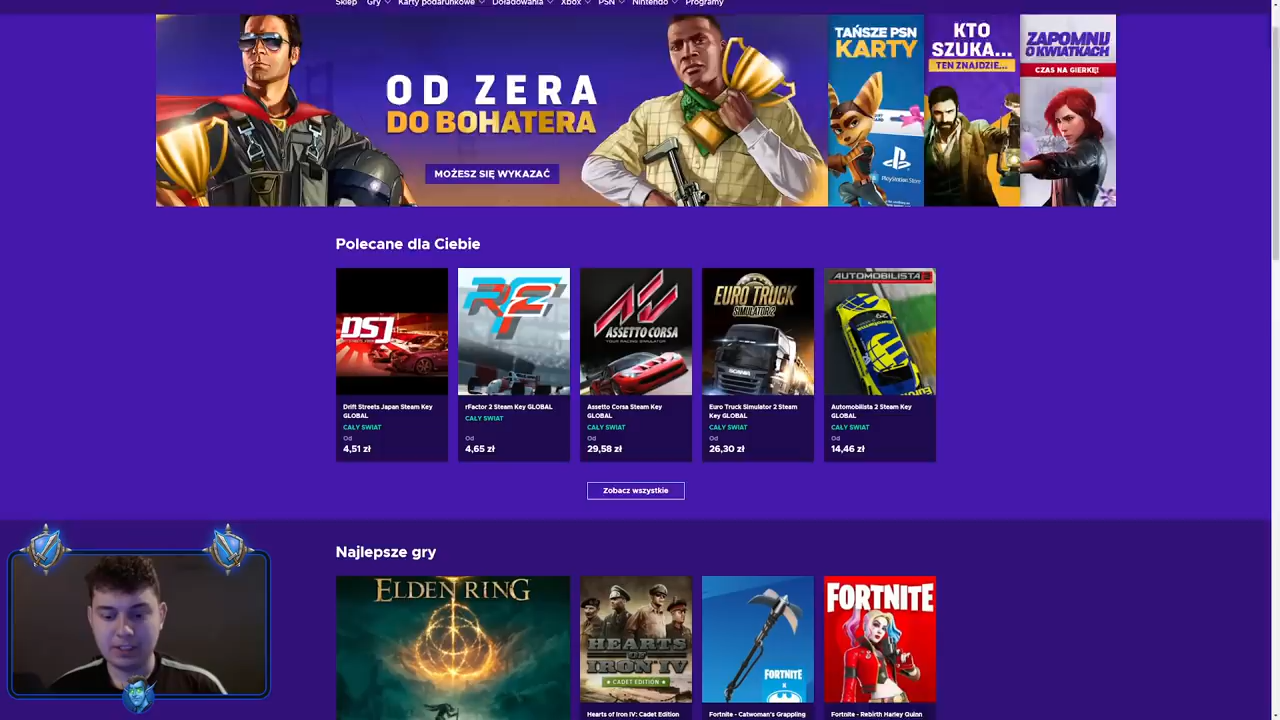 Sklep Gry Karty podarunkowe Doładowania Xbox PSN Nintendo Programy
OD ZERA
DO BOHATERA
MOŻESZ SIĘ WYKAZAĆ
TAŃSZE PSN
KARTY
PlayStation Store
KTO
SZUKA...
TEN ZNAJDZIE...
ZAPOMNIJ
O KWIATKACH
CZAS NA GIERKĘ!
Polecane dla Ciebie
DSJ
RF2
ASSETTO CORSA
YOUR RACING SIMULATOR
EURO TRUCK
SIMULATOR 2
SCANIA
AUTOMOBILISTA 2
Drift Streets Japan Steam Key
GLOBAL
CAŁY ŚWIAT
Od
4,51 zł
rFactor 2 Steam Key GLOBAL
CAŁY ŚWIAT
Od
4,65 zł
Assetto Corsa Steam Key
GLOBAL
CAŁY ŚWIAT
Od
29,58 zł
Euro Truck Simulator 2 Steam
Key GLOBAL
CAŁY ŚWIAT
Od
26,30 zł
Automobilista 2 Steam Key
GLOBAL
CAŁY ŚWIAT
Od
14,46 zł
Zobacz wszystkie
Najlepsze gry
ELDEN RING
HEARTS
OF
IRON IV
CADET EDITION
FORTNITE
X
FORTNITE
Hearts of Iron IV: Cadet Edition
Fortnite - Catwoman's Grappling
Fortnite - Rebirth Harley Quinn